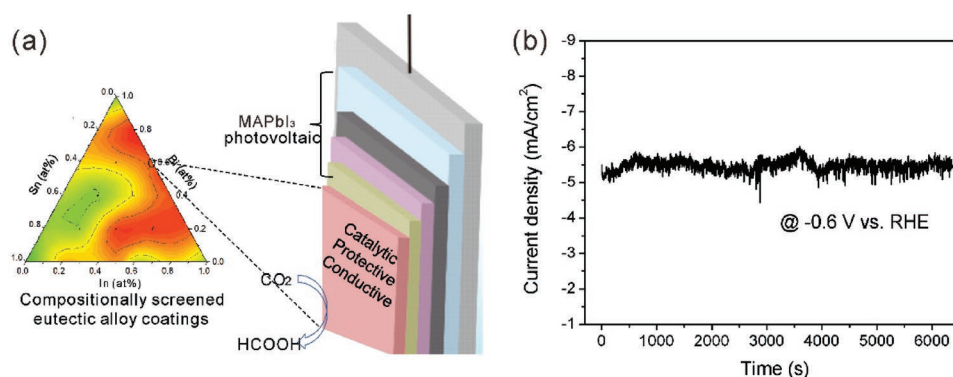 (a)
MAPbI₃
photovoltaic
0.0
1.0
0.2
0.8
0.4
0.6
0.6
0.4
0.8
0.2
1.0
0.0
Sn (at%)
Bi (at%)
0.0
0.2
0.4
0.6
0.8
1.0
In (at%)
Compositionally screened
eutectic alloy coatings
Catalytic
Protective
Conductive
CO₂
HCOOH
(b)
-9
-8
-7
-6
-5
-4
-3
-2
-1
Current density (mA/cm²)
@ -0.6 V vs. RHE
0
1000
2000
3000
4000
5000
6000
Time (s)